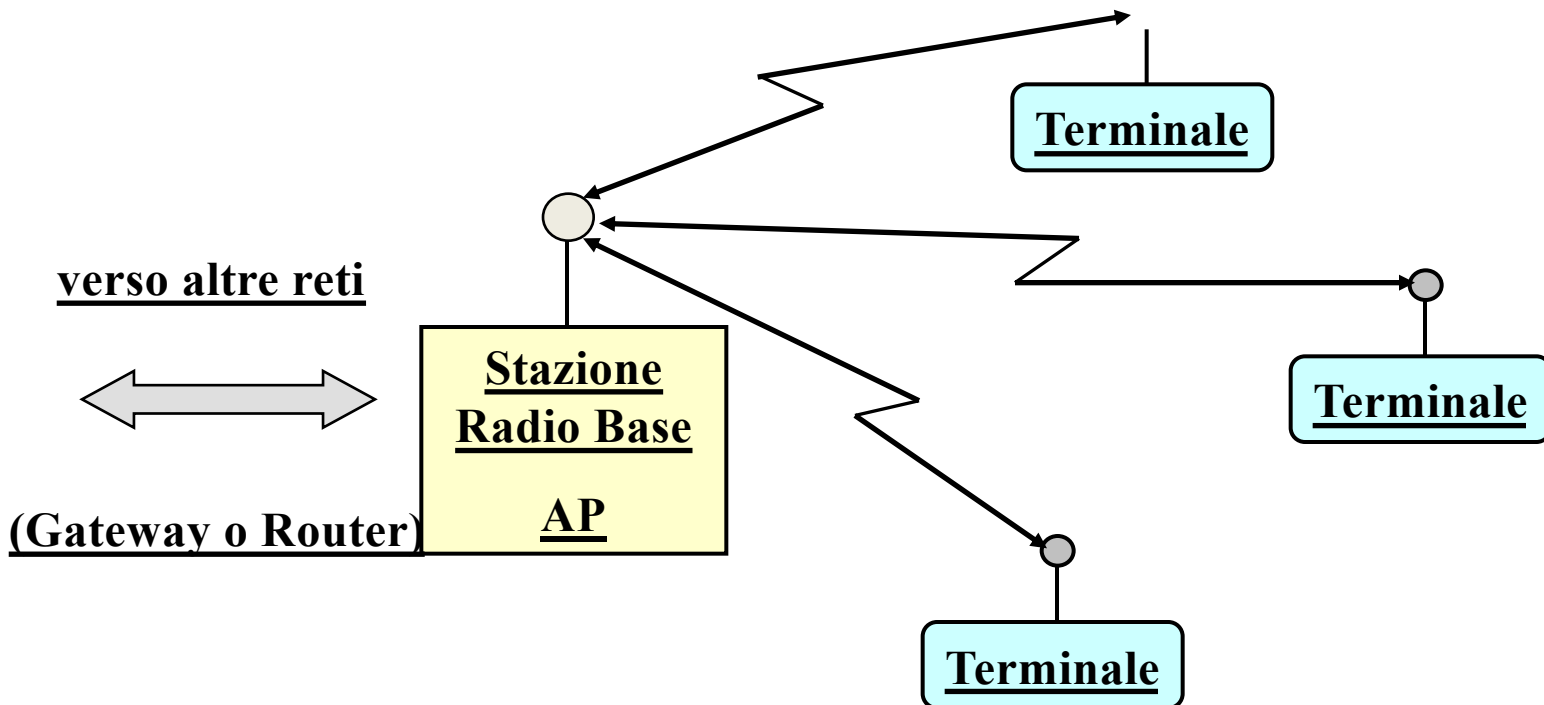 Terminale
verso altre reti
Stazione
Radio Base
AP
(Gateway o Router)
Terminale
Terminale